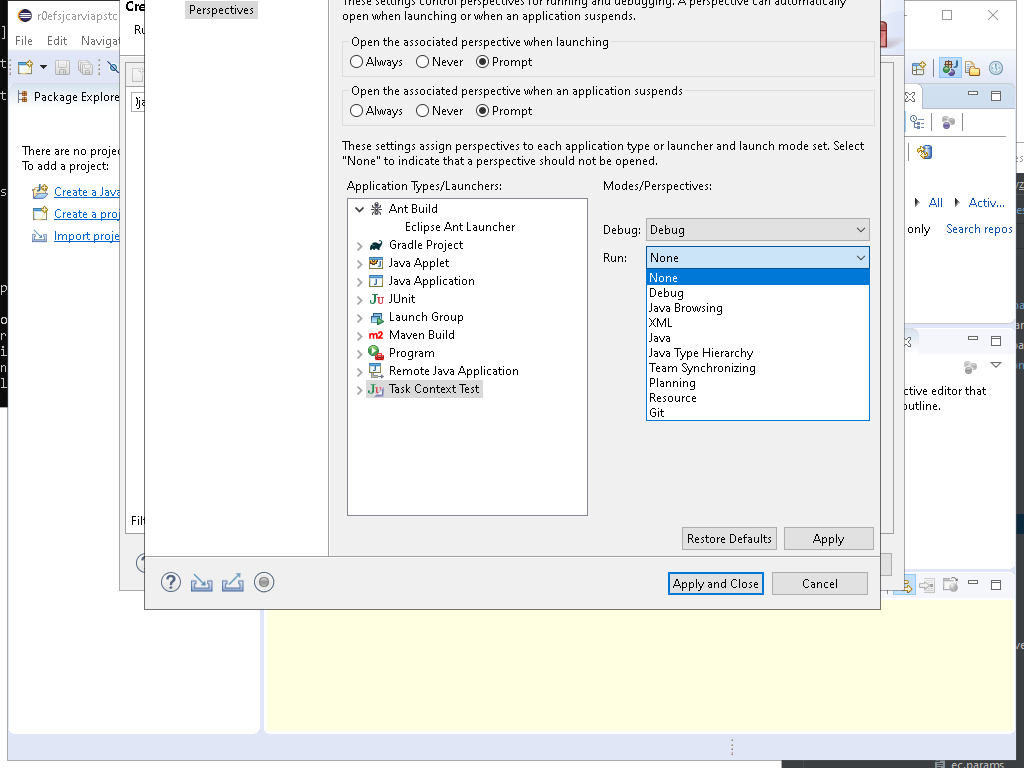 These settings control perspectives for running and debugging. A perspective can automatically
open when launching or when an application suspends.
Perspectives
r0efsjcarviapstc
Cre
File Edit Navigat
Ru
Open the associated perspective when launching
Always Never Prompt
Package Explore
Open the associated perspective when an application suspends
Always Never Prompt
There are no projec
To add a project:
Create a Java
Create a proj
Import proje
These settings assign perspectives to each application type or launcher and launch mode set. Select
"None" to indicate that a perspective should not be opened.
Application Types/Launchers:
Modes/Perspectives:
Ant Build
Eclipse Ant Launcher
Gradle Project
Java Applet
Java Application
JUnit
Launch Group
Maven Build
Program
Remote Java Application
Task Context Test
Debug: Debug
Run: None
None
Debug
Java Browsing
XML
Java
Java Type Hierarchy
Team Synchronizing
Planning
Resource
Git
All Activ...
only Search repos
ctive editor that
outline.
Filt
Restore Defaults Apply
Apply and Close Cancel
ec.params